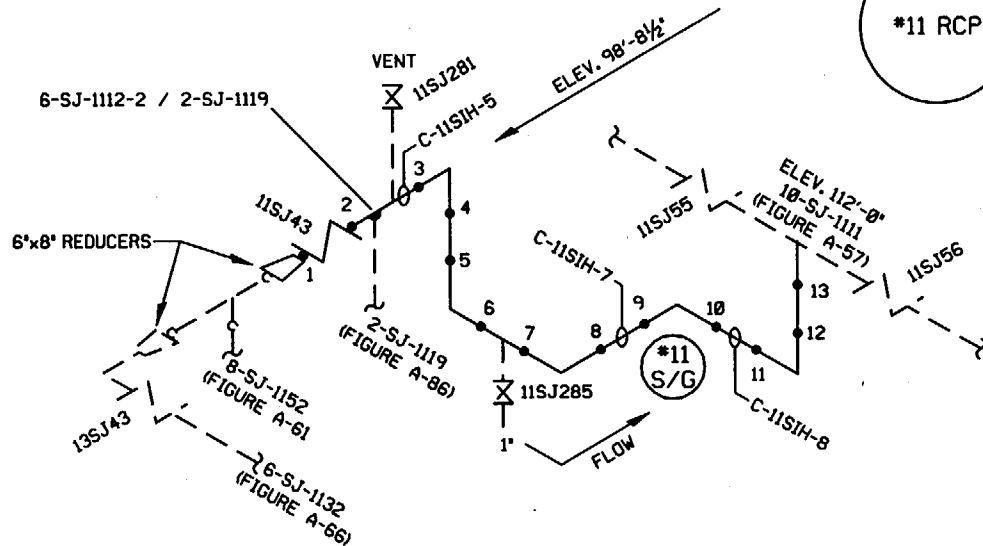 #11 RCP
ELEV. 98'-8½"
VENT
11SJ281
6-SJ-1112-2 / 2-SJ-1119
C-11SIH-5
3
ELEV. 112'-0"
10-SJ-1111
(FIGURE A-57)
11SJ43
2
4
11SJ55
6"x8" REDUCERS
1
5
C-11SIH-7
11SJ56
13
6
9
10
12
7
8
11
2-SJ-1119
(FIGURE A-86)
#11
S/G
8-SJ-1152
(FIGURE A-61
11SJ285
C-11SIH-8
13SJ43
1"
FLOW
6-SJ-1132
(FIGURE A-66)